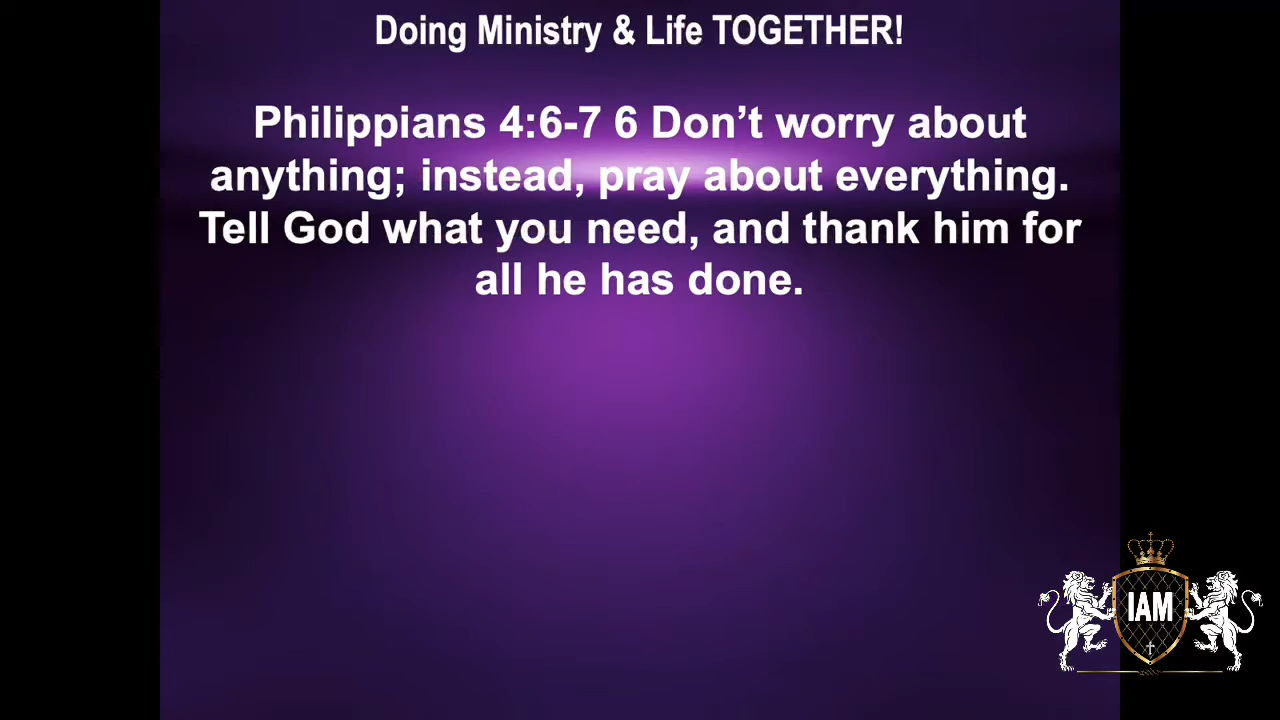 Doing Ministry & Life TOGETHER!
Philippians 4:6-7 6 Don’t worry about
anything; instead, pray about everything.
Tell God what you need, and thank him for
all he has done.
IAM